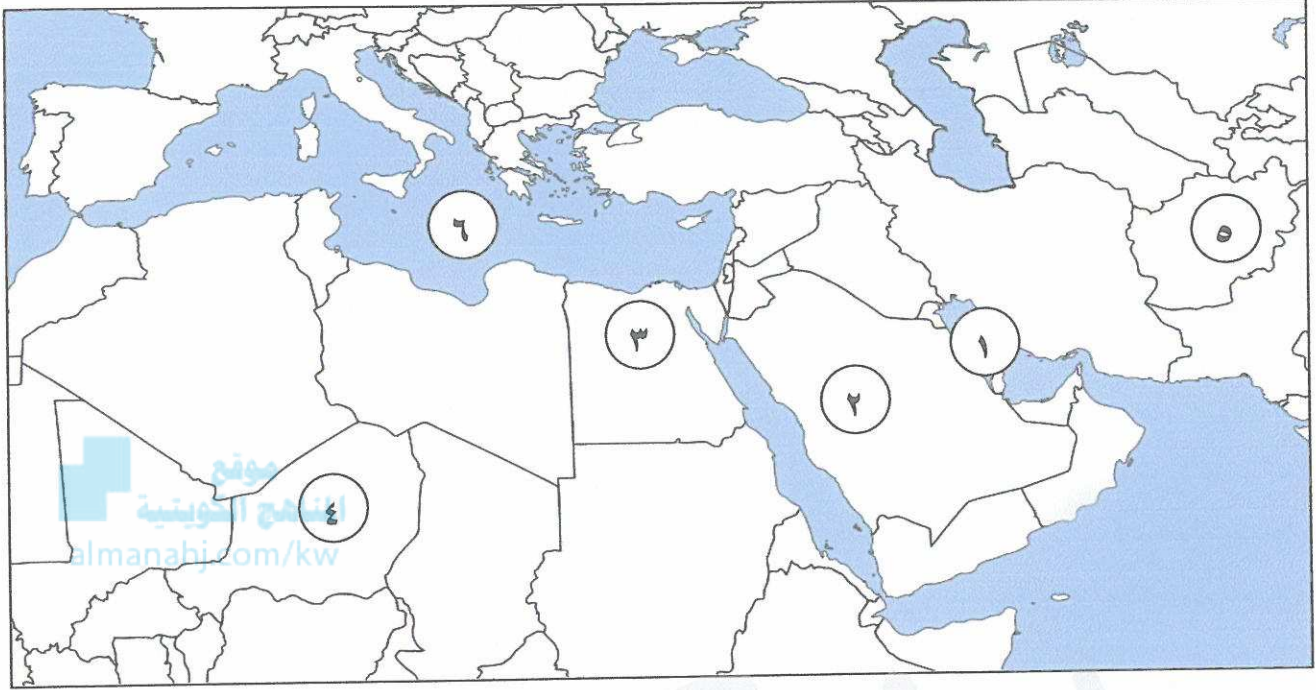 ٦
٥
٣
١
٢
موقع
المناهج الكويتية
٤
almanahj.com/kw